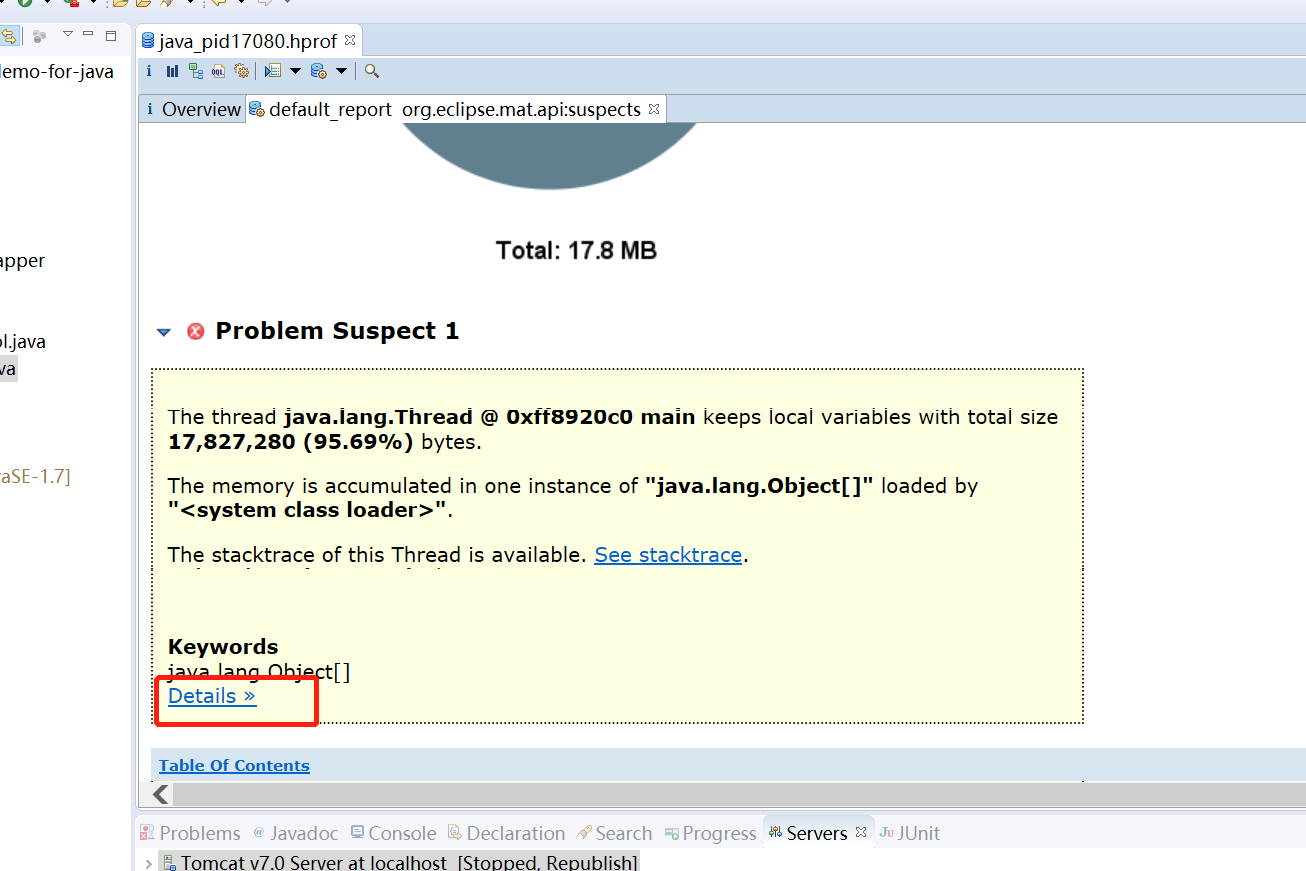 java_pid17080.hprof
emo-for-java
i
OQL
i Overview
default_report org.eclipse.mat.api:suspects
Total: 17.8 MB
apper
Problem Suspect 1
l.java
va
The thread java.lang.Thread @ 0xff8920c0 main keeps local variables with total size
17,827,280 (95.69%) bytes.
aSE-1.7]
The memory is accumulated in one instance of "java.lang.Object[]" loaded by
"<system class loader>".
The stacktrace of this Thread is available. See stacktrace.
Keywords
java.lang.Object[]
Details »
Table Of Contents
Problems @ Javadoc Console Declaration Search Progress Servers Ju JUnit
Tomcat v7.0 Server at localhost [Stopped, Republish]